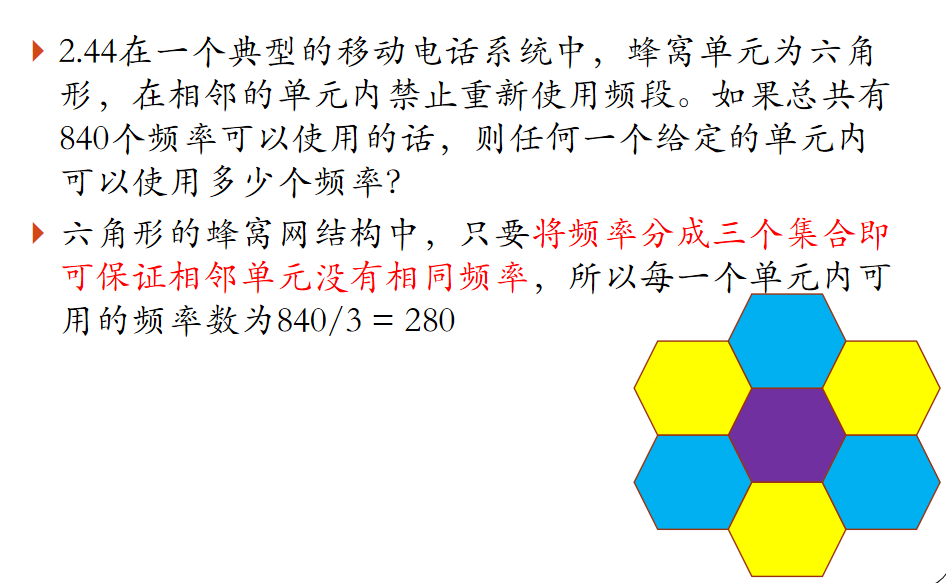 2.44在一个典型的移动电话系统中，蜂窝单元为六角
形，在相邻的单元内禁止重新使用频段。如果总共有
840个频率可以使用的话，则任何一个给定的单元内
可以使用多少个频率？
六角形的蜂窝网结构中，只要将频率分成三个集合即
可保证相邻单元没有相同频率，所以每一个单元内可
用的频率数为840/3 = 280